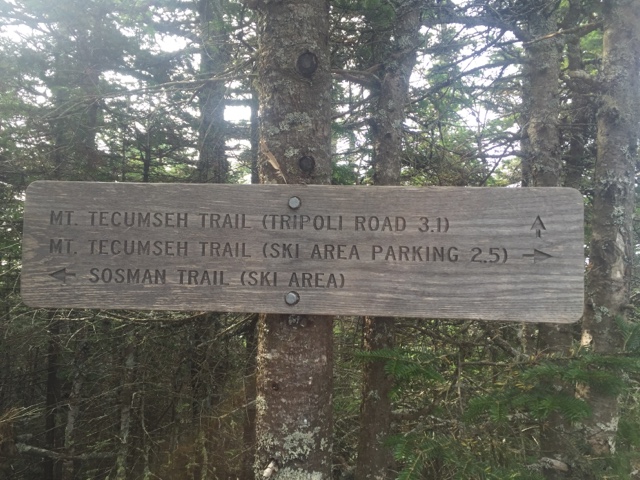 MT. TECUMSEH TRAIL (TRIPOLI ROAD 3.1) ↑
MT. TECUMSEH TRAIL (SKI AREA PARKING 2.5) →
← SOSMAN TRAIL (SKI AREA)